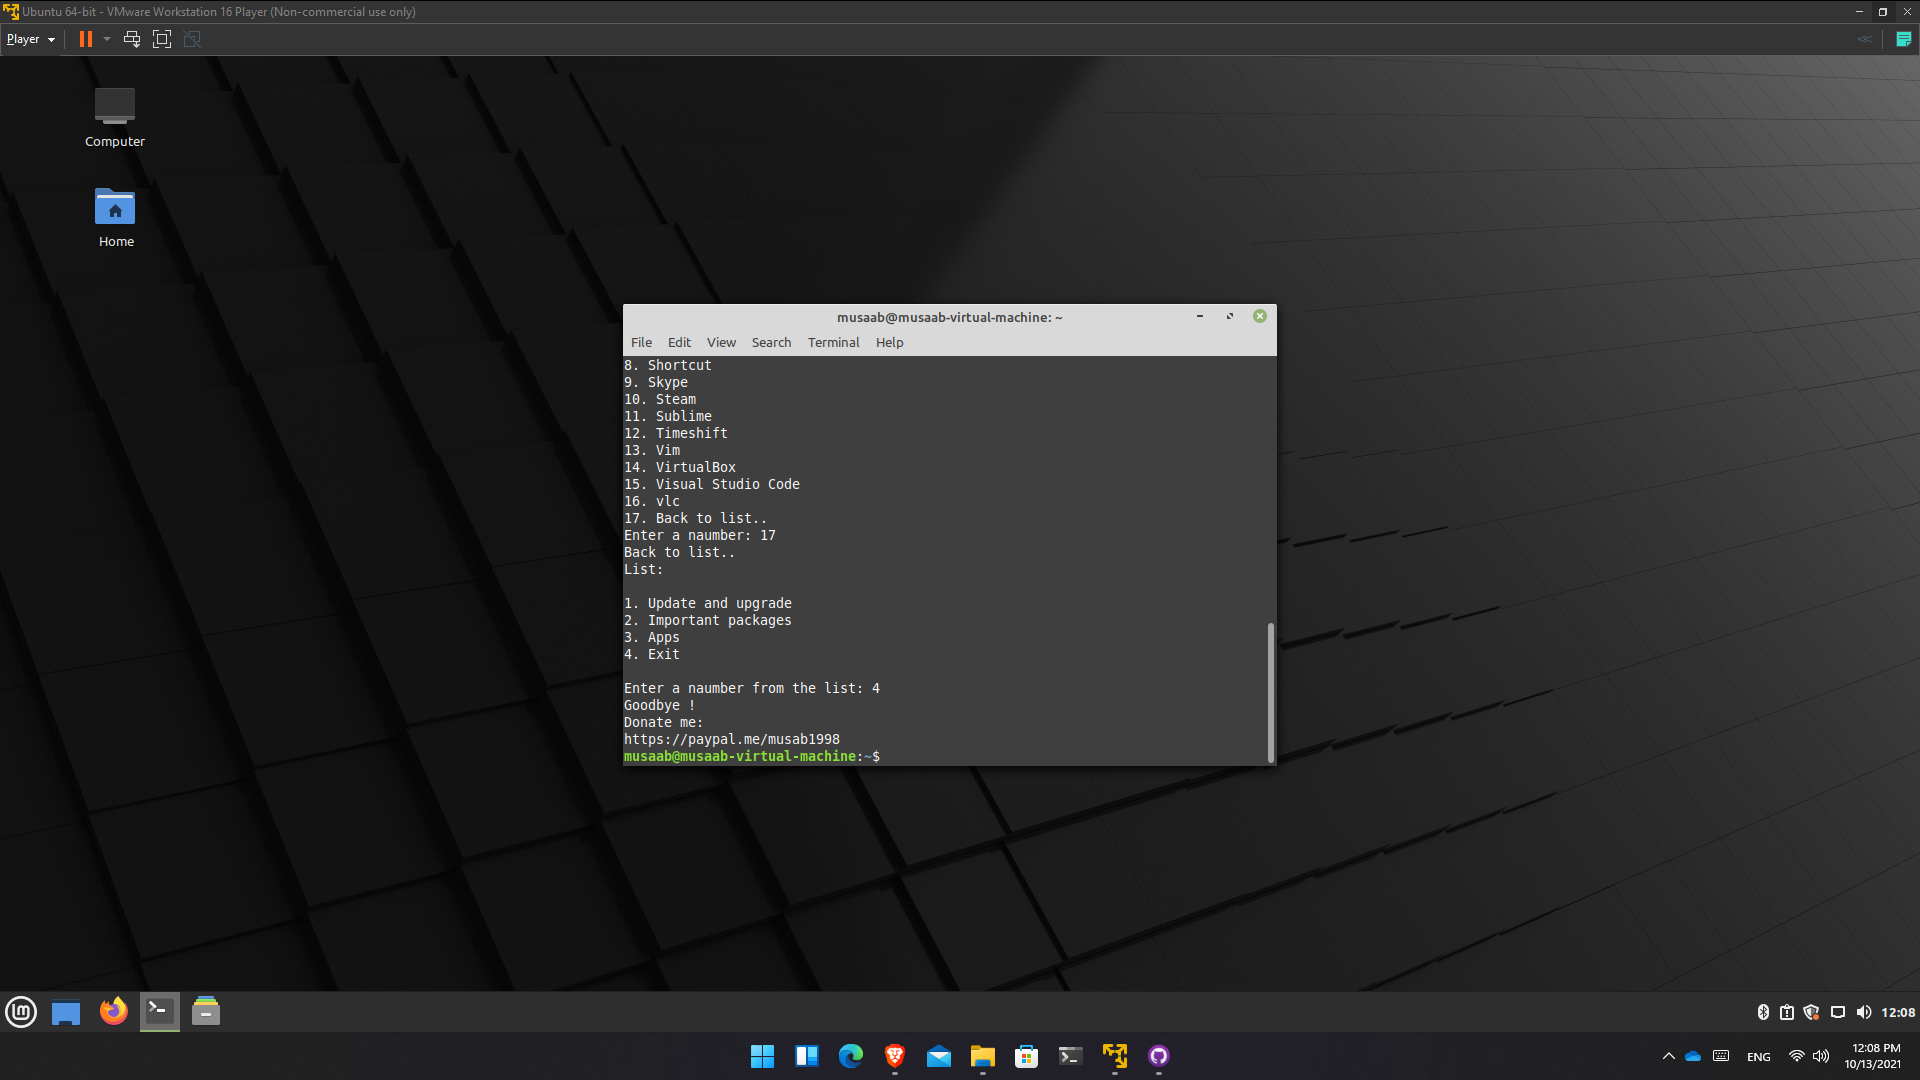 Ubuntu 64-bit - VMware Workstation 16 Player (Non-commercial use only)
Player
Computer
Home
musaab@musaab-virtual-machine: ~
File Edit View Search Terminal Help
8. Shortcut
9. Skype
10. Steam
11. Sublime
12. Timeshift
13. Vim
14. VirtualBox
15. Visual Studio Code
16. vlc
17. Back to list..
Enter a naumber: 17
Back to list..
List:
1. Update and upgrade
2. Important packages
3. Apps
4. Exit
Enter a naumber from the list: 4
Goodbye !
Donate me:
https://paypal.me/musab1998
musaab@musaab-virtual-machine:~$
12:08
ENG
12:08 PM
10/13/2021